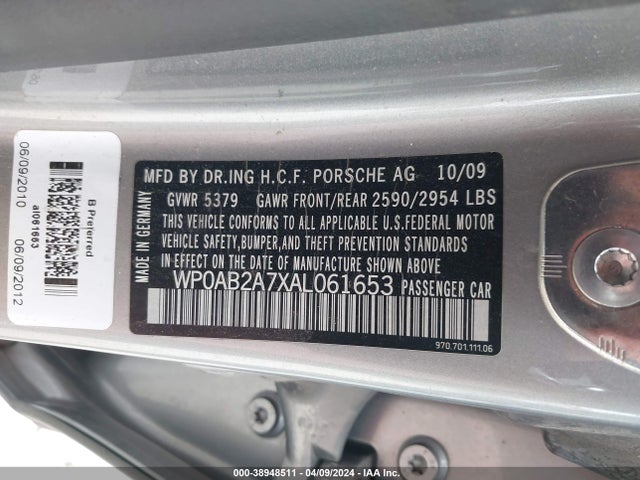 MFD BY DR.ING H.C.F. PORSCHE AG 10/09
GVWR 5379 GAWR FRONT/REAR 2590/2954 LBS
THIS VEHICLE CONFORMS TO ALL APPLICABLE U.S.FEDERAL MOTOR
VEHICLE SAFETY,BUMPER,AND THEFT PREVENTION STANDARDS
IN EFFECT ON THE DATE OF MANUFACTURE SHOWN ABOVE
WP0AB2A7XAL061653 PASSENGER CAR
970.701.111.06
MADE IN GERMANY
B Preferred
al061653
06/09/2010 06/09/2012
000-38948511 - 04/09/2024 - IAA Inc.